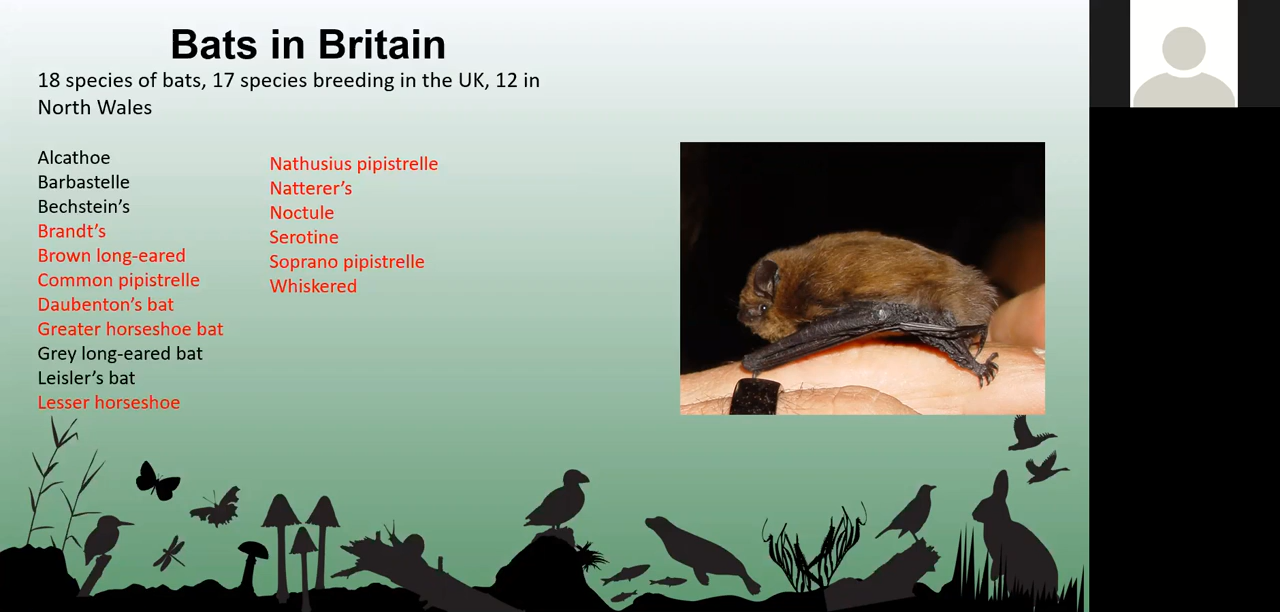 Bats in Britain
18 species of bats, 17 species breeding in the UK, 12 in
North Wales
Alcathoe
Barbastelle
Bechstein's
Brandt's
Brown long-eared
Common pipistrelle
Daubenton's bat
Greater horseshoe bat
Grey long-eared bat
Leisler's bat
Lesser horseshoe
Nathusius pipistrelle
Natterer's
Noctule
Serotine
Soprano pipistrelle
Whiskered